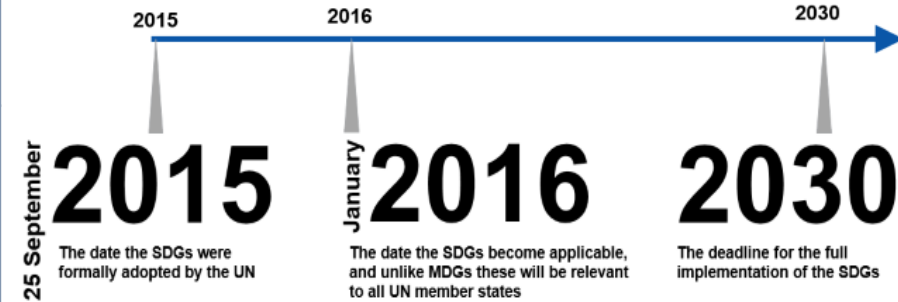 2015
2016
2030
25 September
2015
The date the SDGs were
formally adopted by the UN
January
2016
The date the SDGs become applicable,
and unlike MDGs these will be relevant
to all UN member states
2030
The deadline for the full
implementation of the SDGs